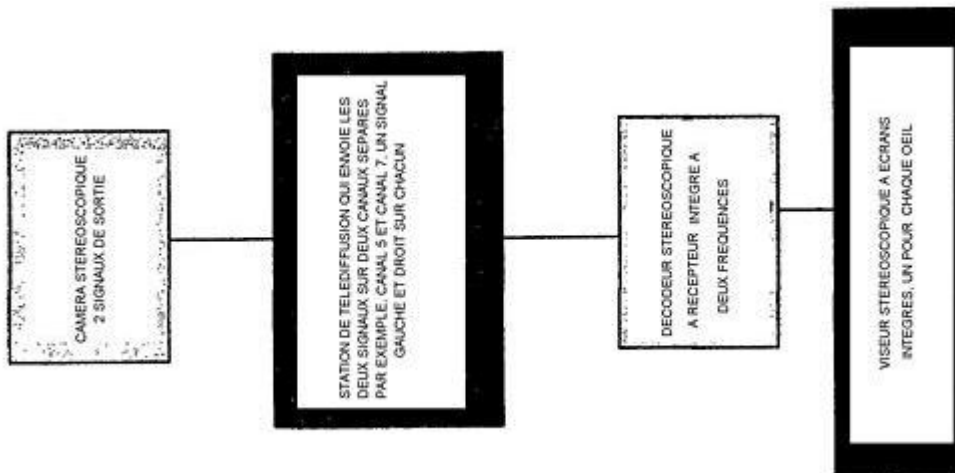 CAMERA STEREOSCOPIQUE
2 SIGNAUX DE SORTIE
STATION DE TELEDIFFUSION QUI ENVOIE LES
DEUX SIGNAUX SUR DEUX CANAUX SEPARES
PAR EXEMPLE, CANAL 5 ET CANAL 7, UN SIGNAL
GAUCHE ET DROIT SUR CHACUN
DECODEUR STEREOSCOPIQUE
A RECEPTEUR INTEGRE A
DEUX FREQUENCES
VISEUR STEREOSCOPIQUE A ECRANS
INTEGRES, UN POUR CHAQUE OEIL